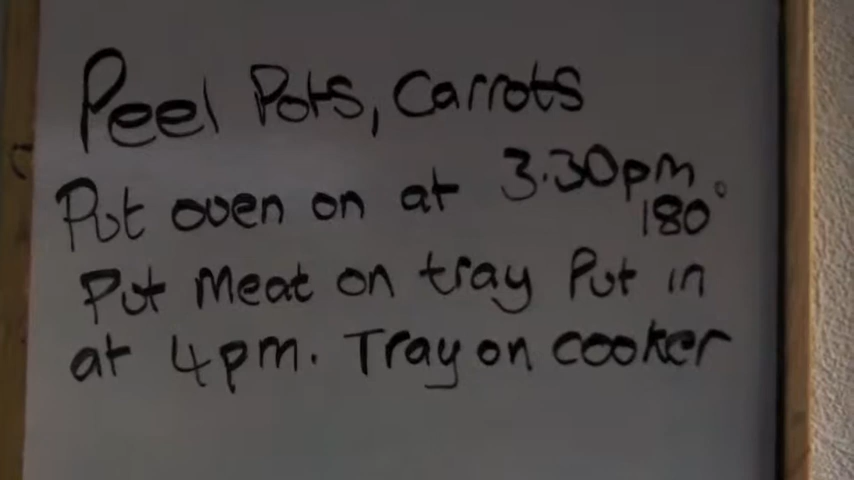 Peel Pots, Carrots
Put oven on at 3.30pm.
180°
Put Meat on tray Put in
at 4pm. Tray on cooker